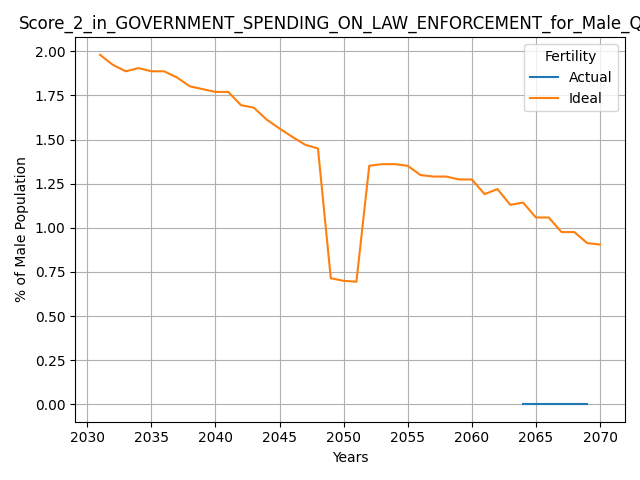 Score_2_in_GOVERNMENT_SPENDING_ON_LAW_ENFORCEMENT_for_Male_Q
Fertility
Actual
Ideal
% of Male Population
2.00
1.75
1.50
1.25
1.00
0.75
0.50
0.25
0.00
2030 2035 2040 2045 2050 2055 2060 2065 2070
Years